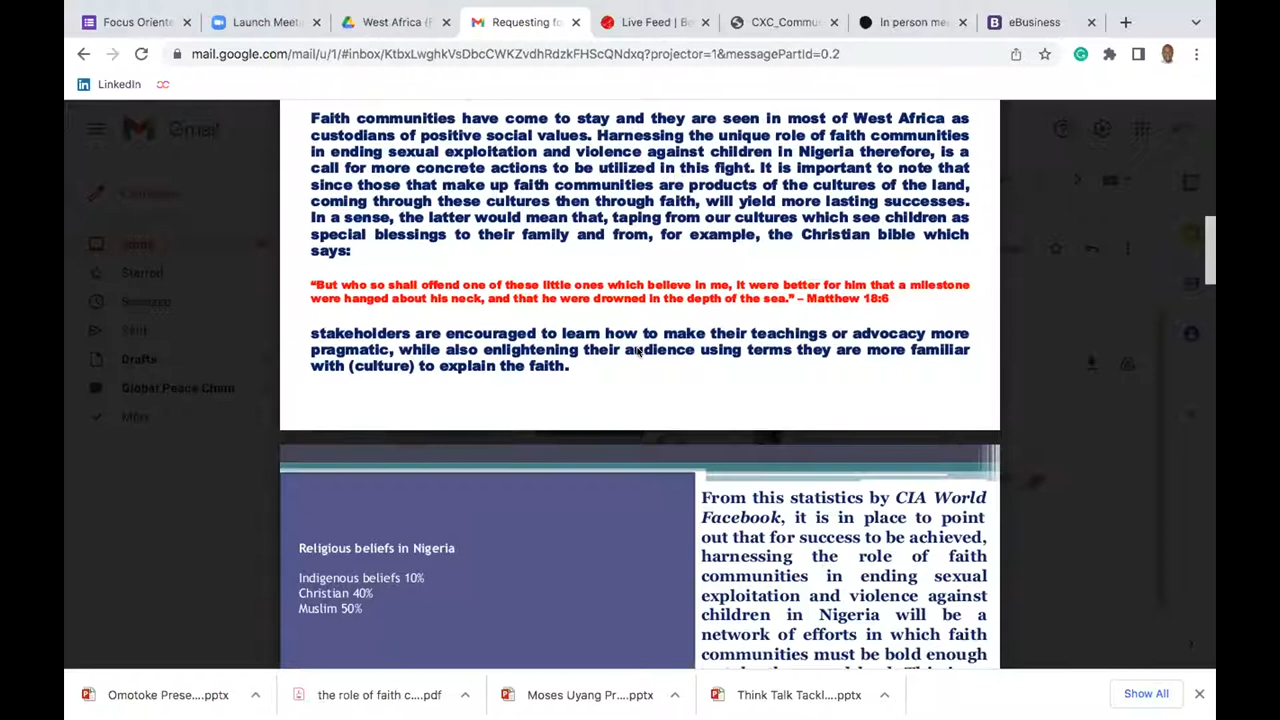 Focus Oriente
Launch Meeti
West Africa (F
Requesting fo
Live Feed | Bo
CXC_Commu
In person me
eBusiness
mail.google.com/mail/u/1/#inbox/KtbxLwghkVsDbcCWKZvdhRdzkFHScQNdxq?projector=1&messagePartId=0.2
LinkedIn
Gmail
Faith communities have come to stay and they are seen in most of West Africa as
custodians of positive social values. Harnessing the unique role of faith communities
in ending sexual exploitation and violence against children in Nigeria therefore, is a
call for more concrete actions to be utilized in this fight. It is important to note that
since those that make up faith communities are products of the cultures of the land,
coming through these cultures then through faith, will yield more lasting successes.
In a sense, the latter would mean that, taping from our cultures which see children as
special blessings to their family and from, for example, the Christian bible which
says:
“But who so shall offend one of these little ones which believe in me, it were better for him that a milestone
were hanged about his neck, and that he were drowned in the depth of the sea.” – Matthew 18:6
stakeholders are encouraged to learn how to make their teachings or advocacy more
pragmatic, while also enlightening their audience using terms they are more familiar
with (culture) to explain the faith.
Starred
Drafts
Global Peace Chain
More
Religious beliefs in Nigeria
Indigenous beliefs 10%
Christian 40%
Muslim 50%
From this statistics by CIA World
Facebook, it is in place to point
out that for success to be achieved,
harnessing the role of faith
communities in ending sexual
exploitation and violence against
children in Nigeria will be a
network of efforts in which faith
communities must be bold enough
Omotoke Prese....pptx
the role of faith c....pdf
Moses Uyang Pr....pptx
Think Talk Tackl....pptx
Show All